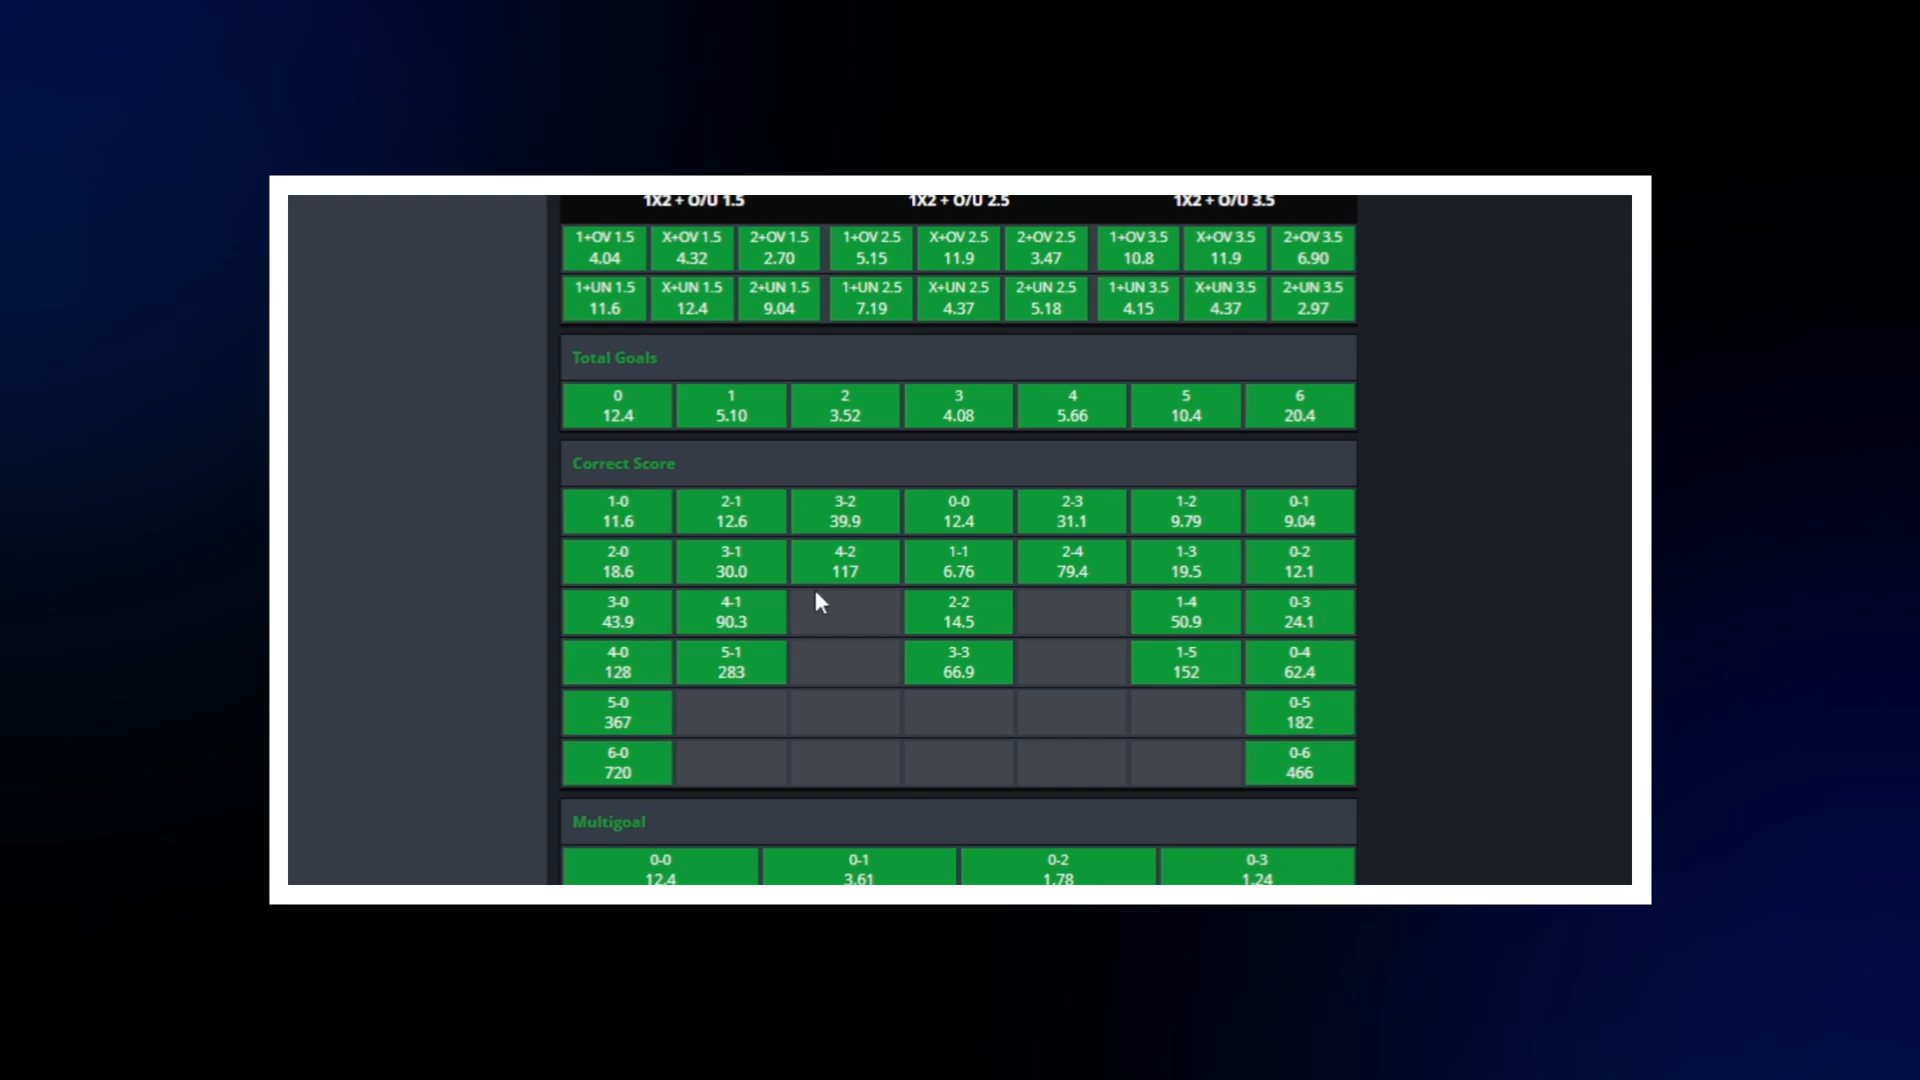 1X2 + O/U 1.5 1X2 + O/U 2.5 1X2 + O/U 3.5
1+OV 1.5 X+OV 1.5 2+OV 1.5 1+OV 2.5 X+OV 2.5 2+OV 2.5 1+OV 3.5 X+OV 3.5 2+OV 3.5
4.04 4.32 2.70 5.15 11.9 3.47 10.8 11.9 6.90
1+UN 1.5 X+UN 1.5 2+UN 1.5 1+UN 2.5 X+UN 2.5 2+UN 2.5 1+UN 3.5 X+UN 3.5 2+UN 3.5
11.6 12.4 9.04 7.19 4.37 5.18 4.15 4.37 2.97
Total Goals
0 1 2 3 4 5 6
12.4 5.10 3.52 4.08 5.66 10.4 20.4
Correct Score
1-0 2-1 3-2 0-0 2-3 1-2 0-1
11.6 12.6 39.9 12.4 31.1 9.79 9.04
2-0 3-1 4-2 1-1 2-4 1-3 0-2
18.6 30.0 117 6.76 79.4 19.5 12.1
3-0 4-1 2-2 1-4 0-3
43.9 90.3 14.5 50.9 24.1
4-0 5-1 3-3 1-5 0-4
128 283 66.9 152 62.4
5-0 0-5
367 182
6-0 0-6
720 466
Multigoal
0-0 0-1 0-2 0-3
12.4 3.61 1.78 1.24